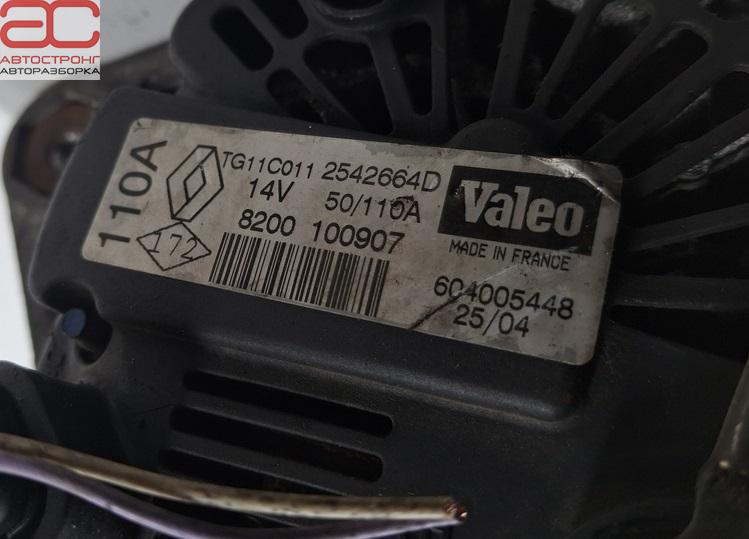 АС
АВТОСТРОНГ
АВТОРАЗБОРКА
110A
TG11C011 2542664D
14V 50/110A
8200 100907
172
Valeo
MADE IN FRANCE
604005448
25/04